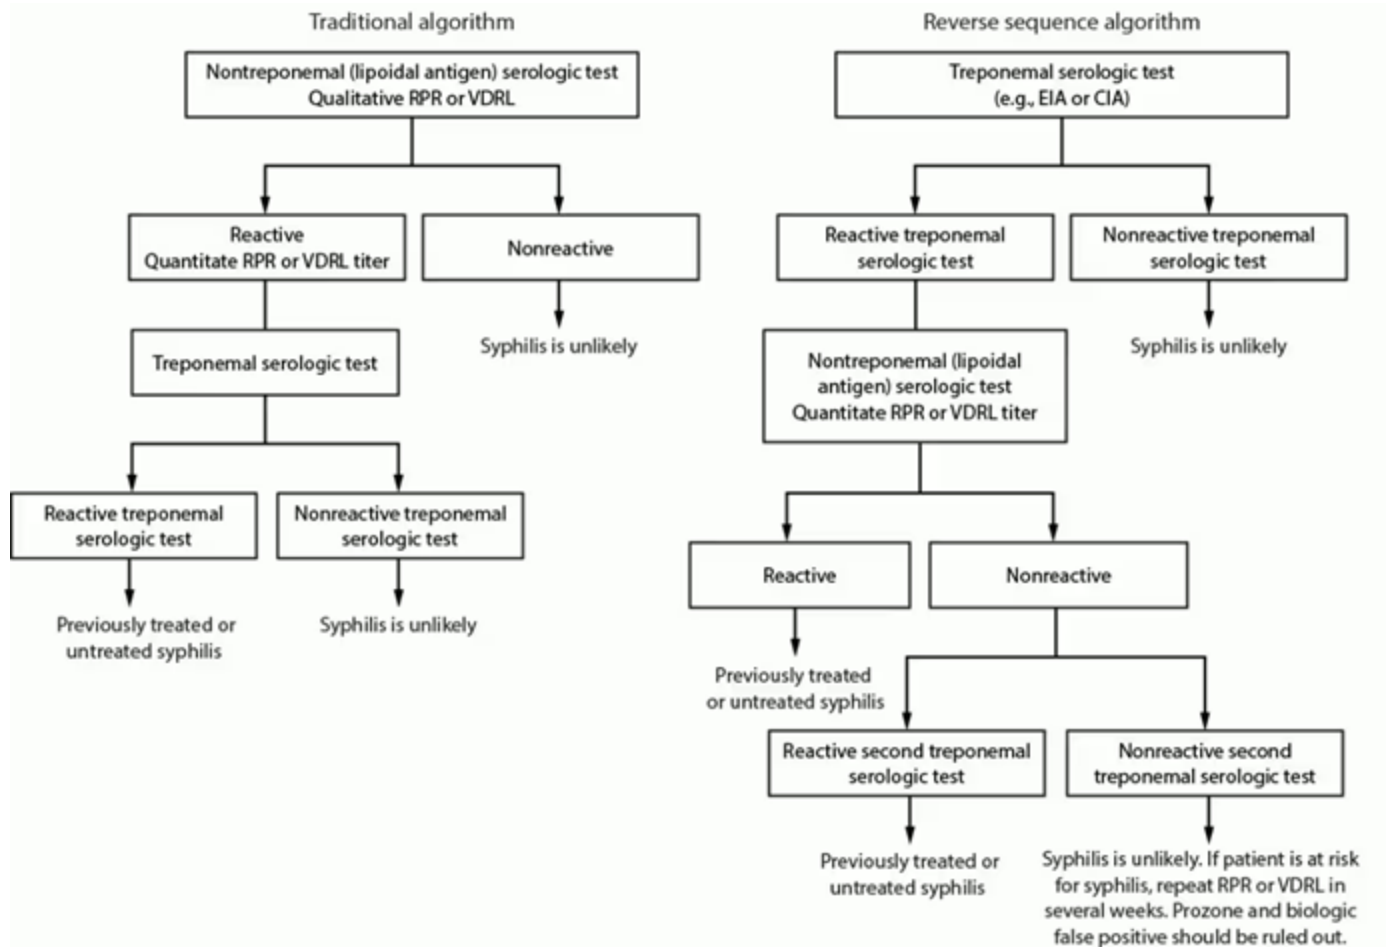 Traditional algorithm
Nontreponemal (lipoidal antigen) serologic test
Qualitative RPR or VDRL
Reactive
Quantitate RPR or VDRL titer
Nonreactive
Syphilis is unlikely
Treponemal serologic test
Reactive treponemal
serologic test
Nonreactive treponemal
serologic test
Previously treated or
untreated syphilis
Syphilis is unlikely
Reverse sequence algorithm
Treponemal serologic test
(e.g., EIA or CIA)
Reactive treponemal
serologic test
Nonreactive treponemal
serologic test
Syphilis is unlikely
Nontreponemal (lipoidal
antigen) serologic test
Quantitate RPR or VDRL titer
Reactive
Nonreactive
Previously treated
or untreated syphilis
Reactive second treponemal
serologic test
Nonreactive second
treponemal serologic test
Previously treated or
untreated syphilis
Syphilis is unlikely. If patient is at risk
for syphilis, repeat RPR or VDRL in
several weeks. Prozone and biologic
false positive should be ruled out.